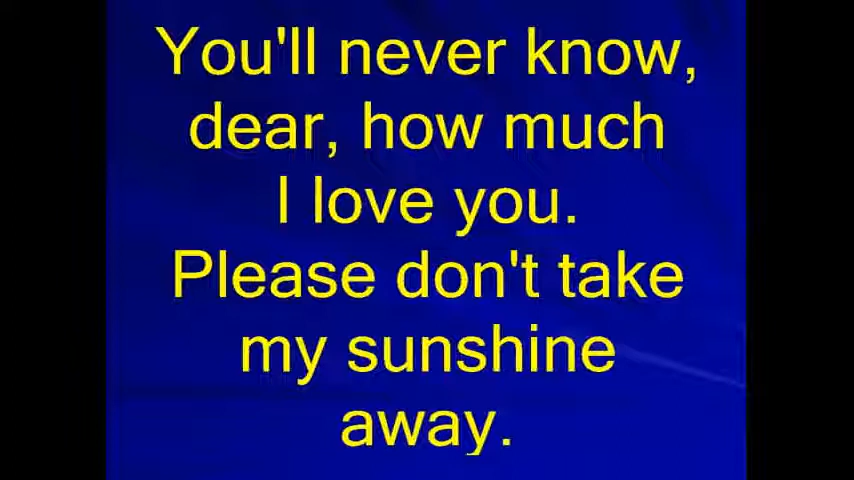 You'll never know,
dear, how much
I love you.
Please don't take
my sunshine
away.